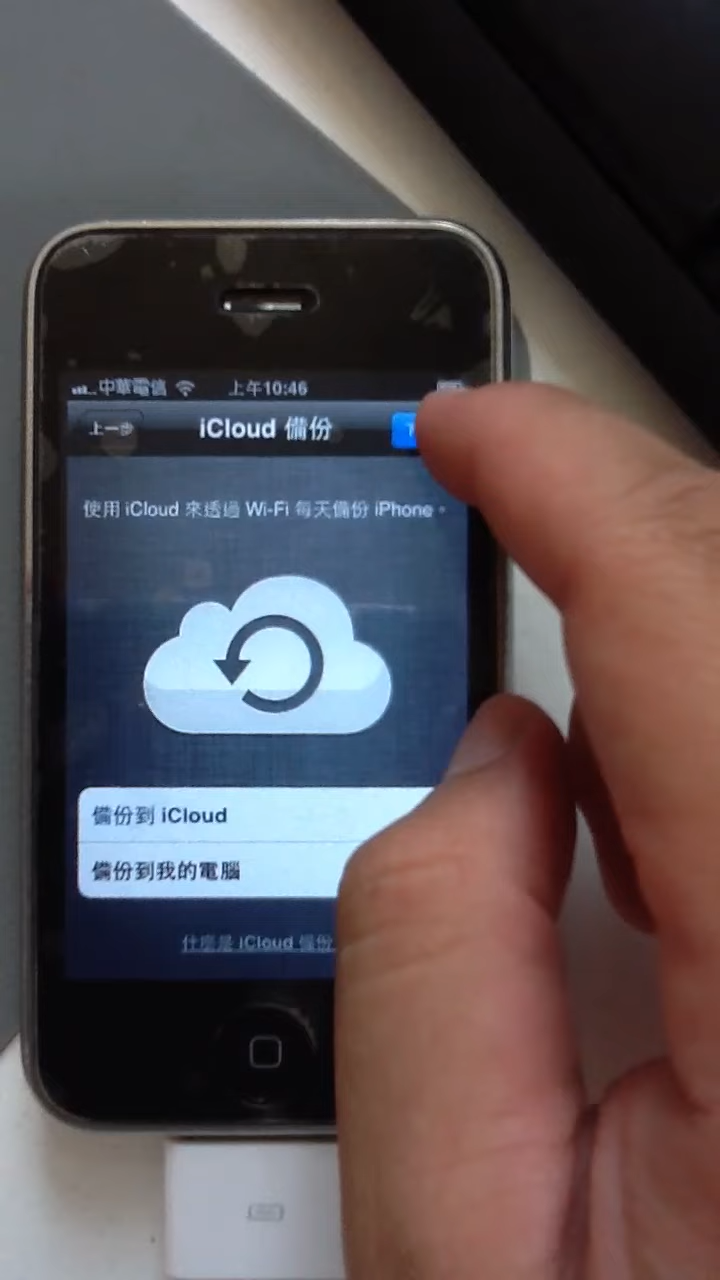 中華電信 上午10:46
上一步 iCloud 備份 下
使用 iCloud 來透過 Wi-Fi 每天備份 iPhone。
備份到 iCloud
備份到我的電腦
什麼是 iCloud 備份